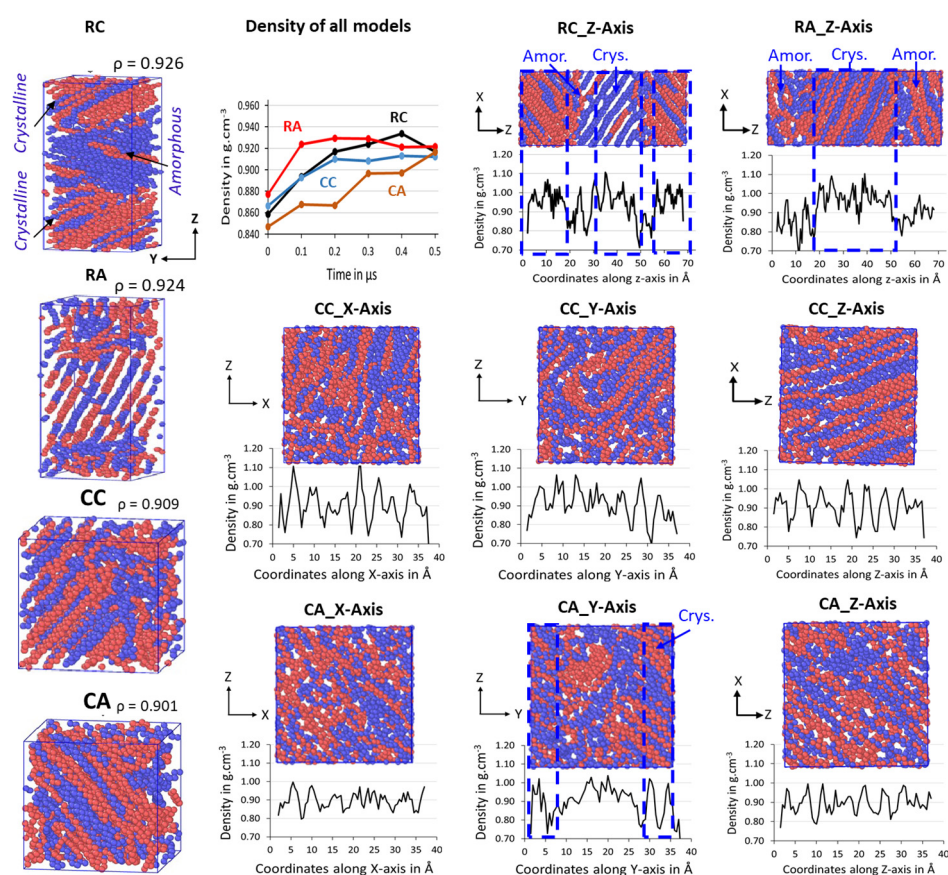 RC
ρ = 0.926
Crystalline
Crystalline
Amorphous
Z
Y
Density of all models
Density in g.cm-3
0.960
0.940
0.920
0.900
0.880
0.860
0.840
RA
RC
CC
CA
0 0.1 0.2 0.3 0.4 0.5
Time in µs
RC_Z-Axis
Amor. Crys.
X
Z
Density in g.cm-3
1.20
1.10
1.00
0.90
0.80
0.70
0 10 20 30 40 50 60 70
Coordinates along z-axis in Å
RA_Z-Axis
Amor. Crys. Amor.
X
Z
Density in g.cm-3
1.20
1.10
1.00
0.90
0.80
0.70
0 10 20 30 40 50 60 70
Coordinates along z-axis in Å
RA
ρ = 0.924
CC_X-Axis
Z
X
Density in g.cm-3
1.20
1.10
1.00
0.90
0.80
0.70
0 5 10 15 20 25 30 35 40
Coordinates along X-axis in Å
CC_Y-Axis
Z
Y
Density in g.cm-3
1.20
1.10
1.00
0.90
0.80
0.70
0 5 10 15 20 25 30 35 40
Coordinates along Y-axis in Å
CC_Z-Axis
X
Z
Density in g.cm-3
1.20
1.10
1.00
0.90
0.80
0.70
0 5 10 15 20 25 30 35 40
Coordinates along Z-axis in Å
CC
ρ = 0.909
CA_X-Axis
Z
X
Density in g.cm-3
1.20
1.10
1.00
0.90
0.80
0.70
0 5 10 15 20 25 30 35 40
Coordinates along X-axis in Å
CA_Y-Axis
Crys.
Z
Y
Density in g.cm-3
1.20
1.10
1.00
0.90
0.80
0.70
0 5 10 15 20 25 30 35 40
Coordinates along Y-axis in Å
CA_Z-Axis
X
Z
Density in g.cm-3
1.20
1.10
1.00
0.90
0.80
0.70
0 5 10 15 20 25 30 35 40
Coordinates along Z-axis in Å
CA
ρ = 0.901